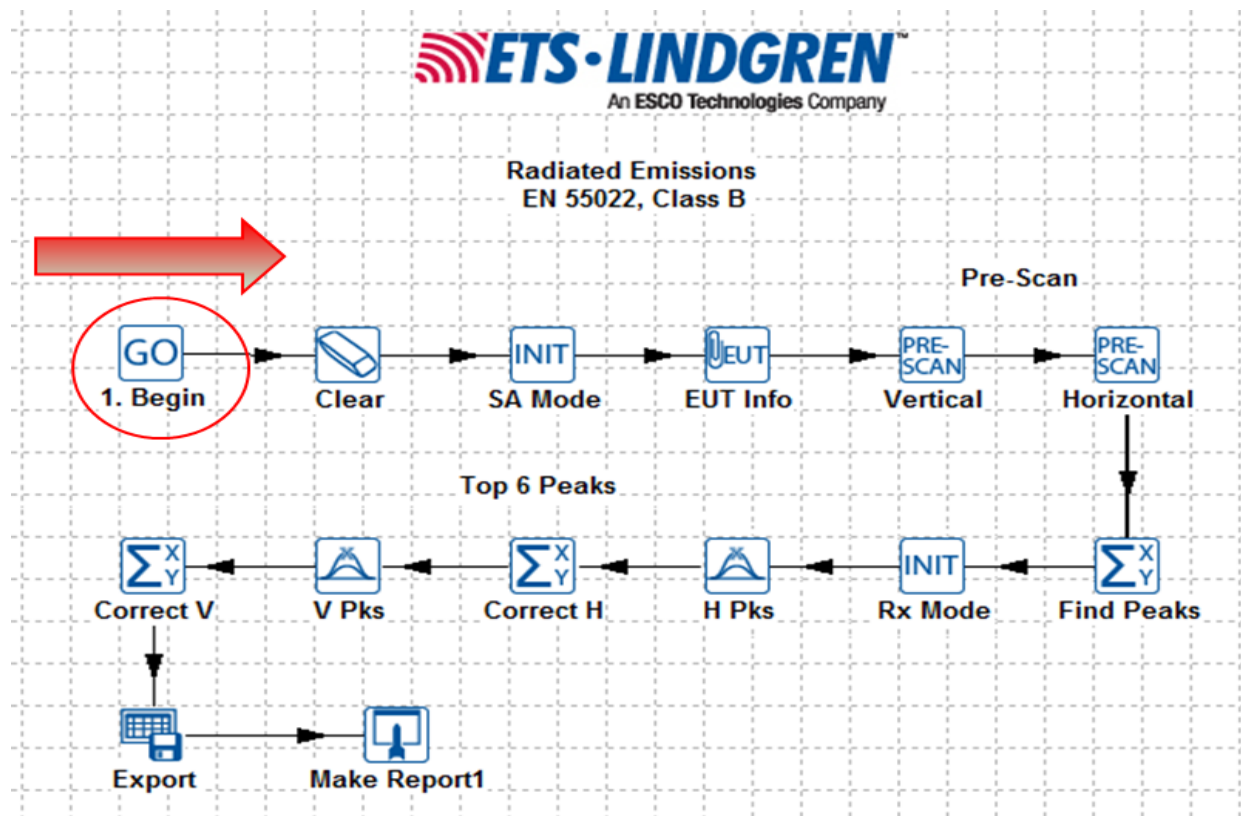 ETS·LINDGREN™
An ESCO Technologies Company
Radiated Emissions
EN 55022, Class B
Pre-Scan
GO
INIT
EUT
PRE-
SCAN
PRE-
SCAN
1. Begin
Clear
SA Mode
EUT Info
Vertical
Horizontal
Top 6 Peaks
Σ X Y
X
Σ X Y
X
INIT
Σ X Y
Correct V
V Pks
Correct H
H Pks
Rx Mode
Find Peaks
Export
Make Report1